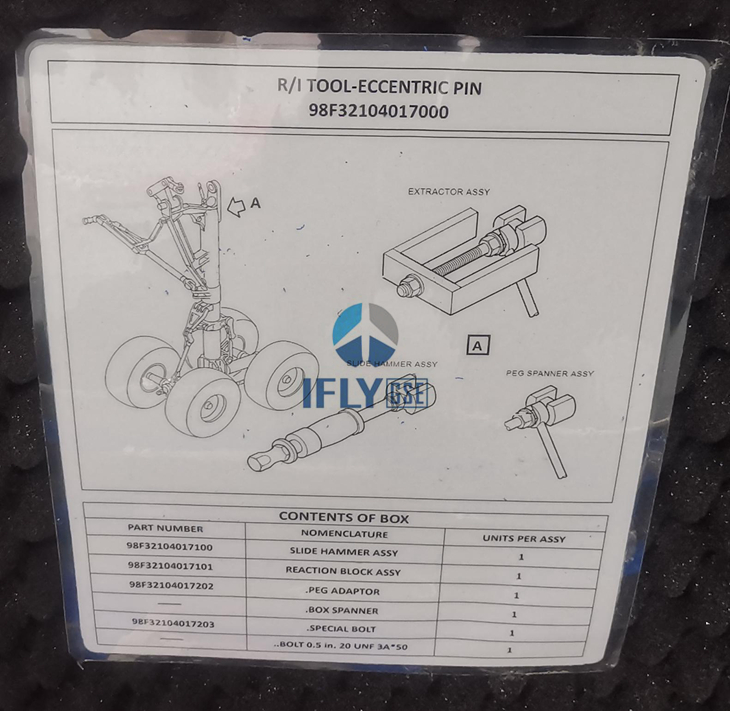 R/I TOOL-ECCENTRIC PIN
98F32104017000
A
EXTRACTOR ASSY
A
SLIDE HAMMER ASSY
PEG SPANNER ASSY
IFLY GSE
CONTENTS OF BOX
PART NUMBER NOMENCLATURE UNITS PER ASSY
98F32104017100 SLIDE HAMMER ASSY 1
98F32104017101 REACTION BLOCK ASSY 1
98F32104017202 .PEG ADAPTOR 1
—— .BOX SPANNER 1
98F32104017203 .SPECIAL BOLT 1
—— ..BOLT 0.5 in. 20 UNF 3A*50 1